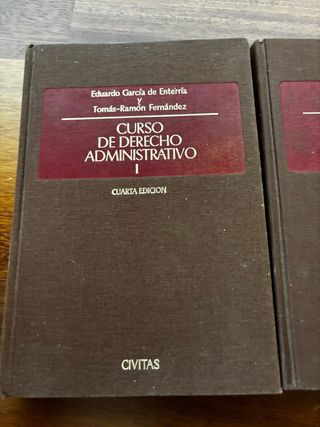 Eduardo García de Enterría
y
Tomás-Ramón Fernández
CURSO
DE DERECHO
ADMINISTRATIVO
I
CUARTA EDICION
CIVITAS